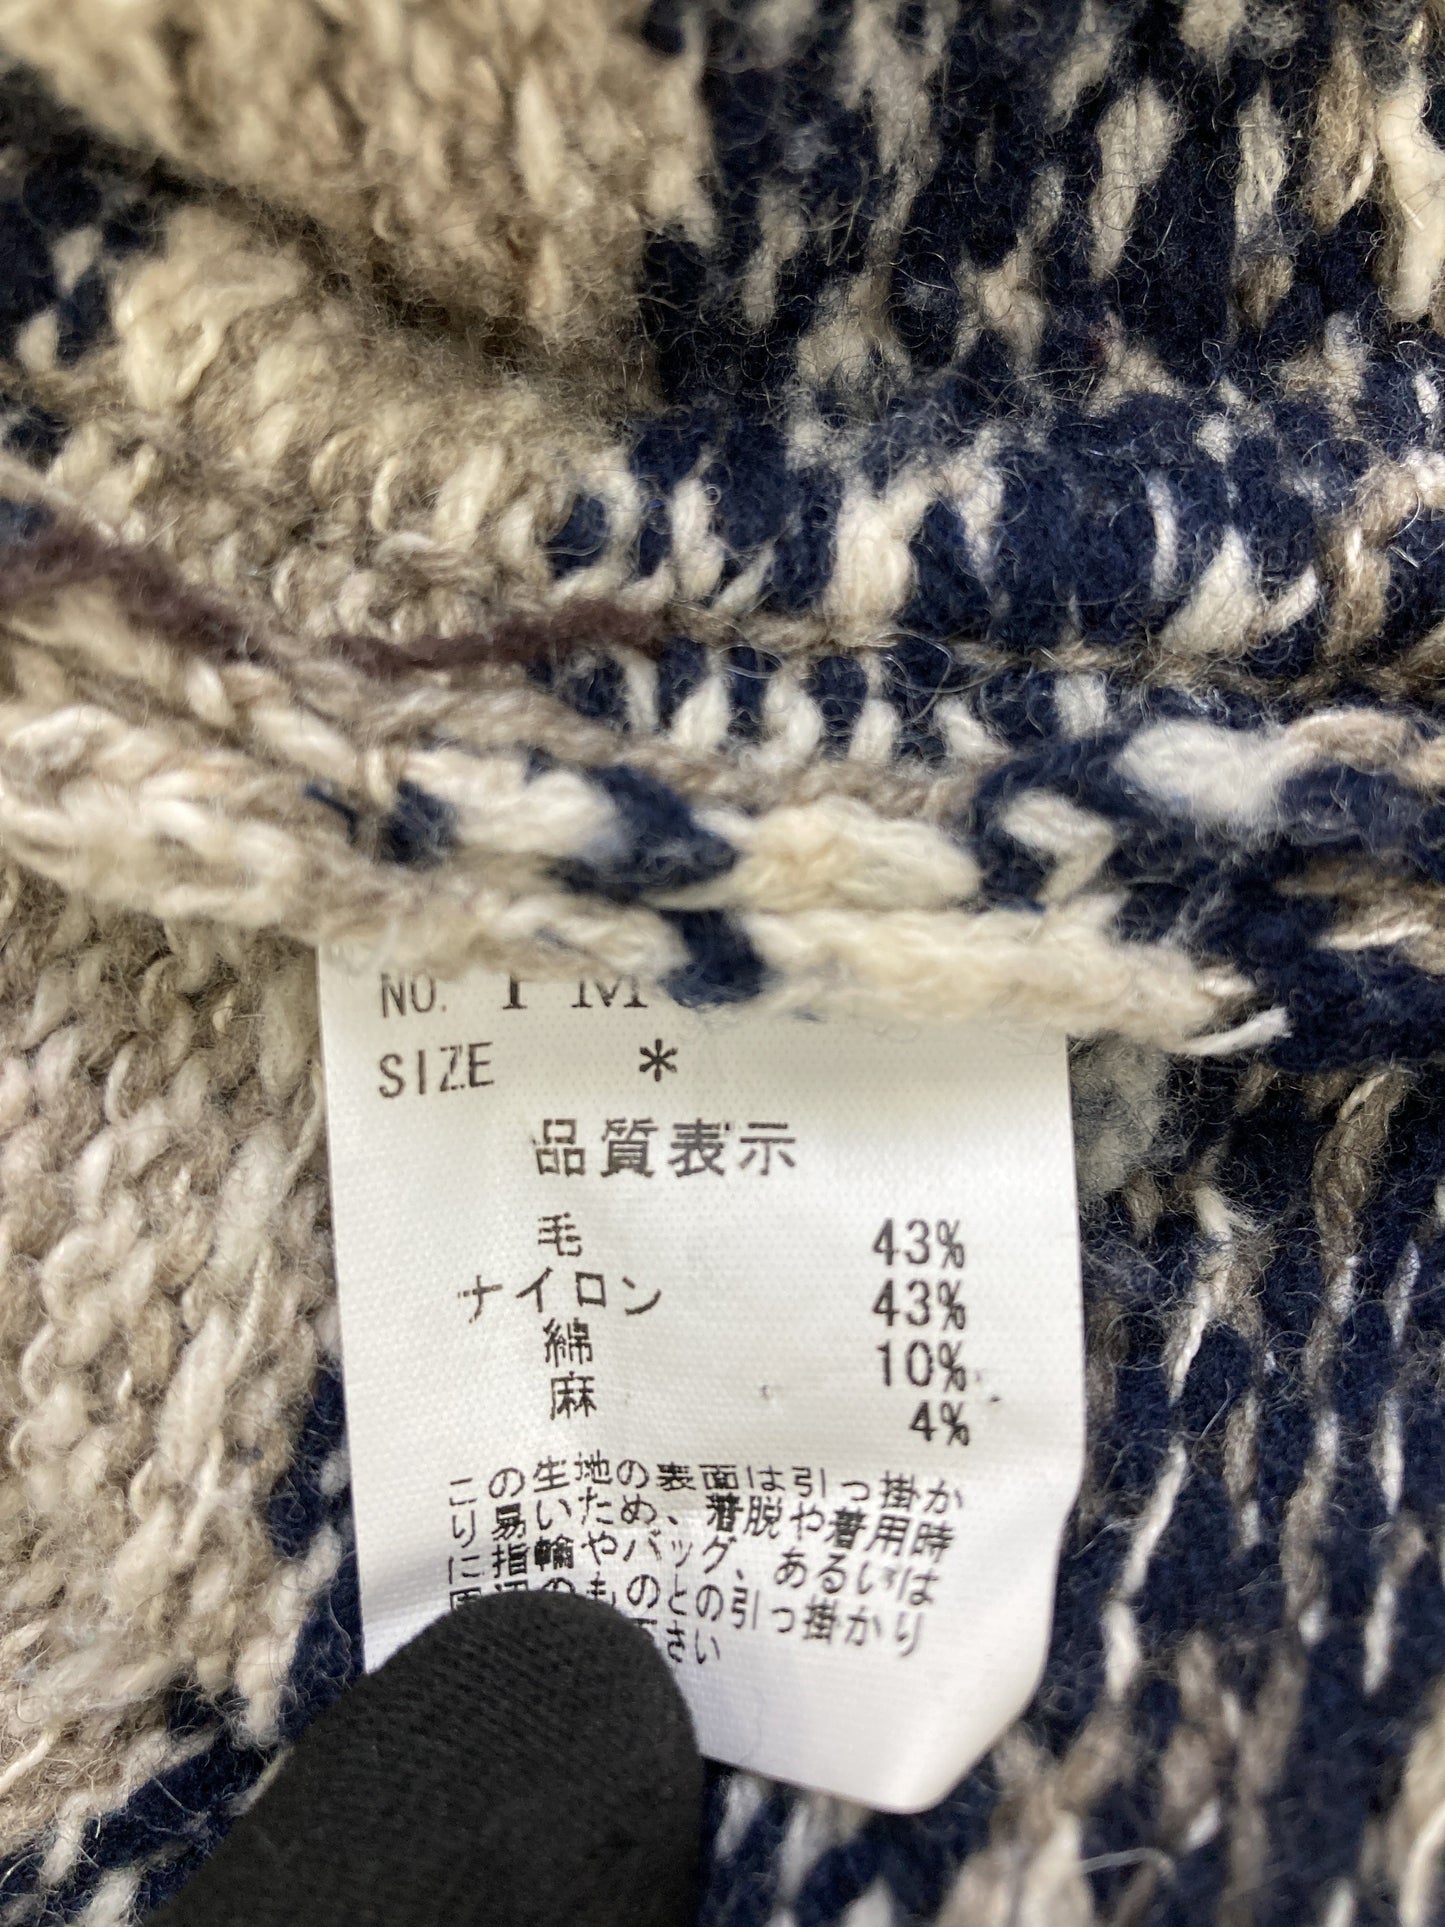 NO.
SIZE *
品質表示
毛 43%
ナイロン 43%
綿 10%
麻 4%
この生地の表面は引っ掛か
り易いため、着脱や着用時
に指輪やバッグ、あるいは
のものとの引っ掛かり
下さい